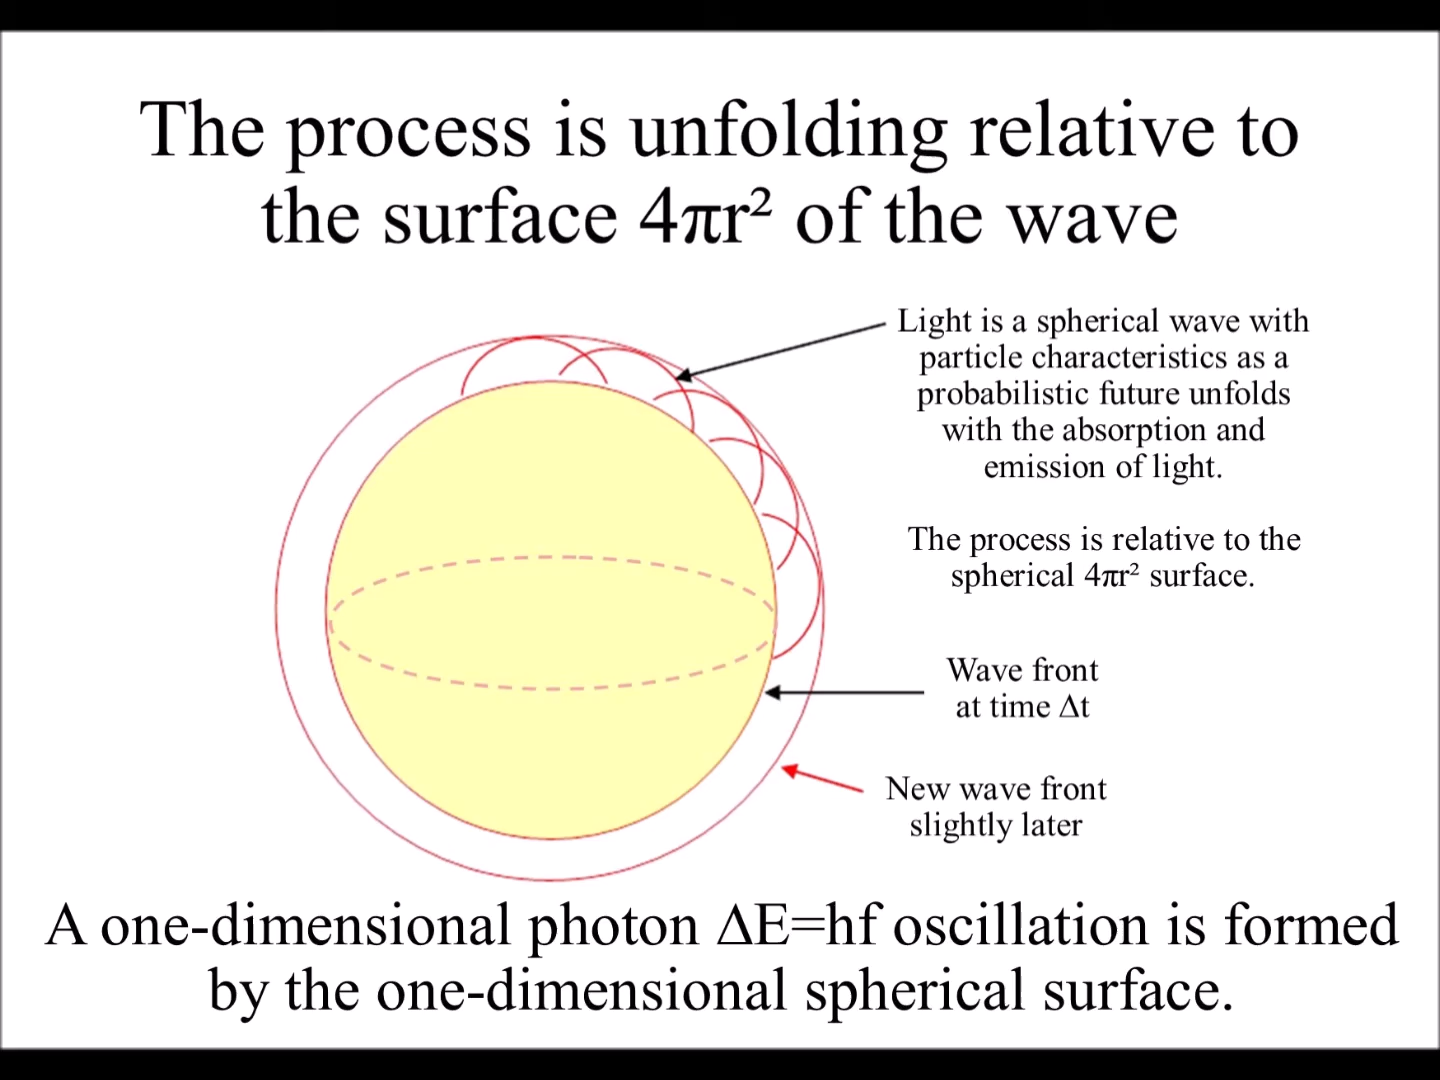 The process is unfolding relative to
the surface 4πr² of the wave
Light is a spherical wave with
particle characteristics as a
probabilistic future unfolds
with the absorption and
emission of light.
The process is relative to the
spherical 4πr² surface.
Wave front
at time Δt
New wave front
slightly later
A one-dimensional photon ΔE=hf oscillation is formed
by the one-dimensional spherical surface.